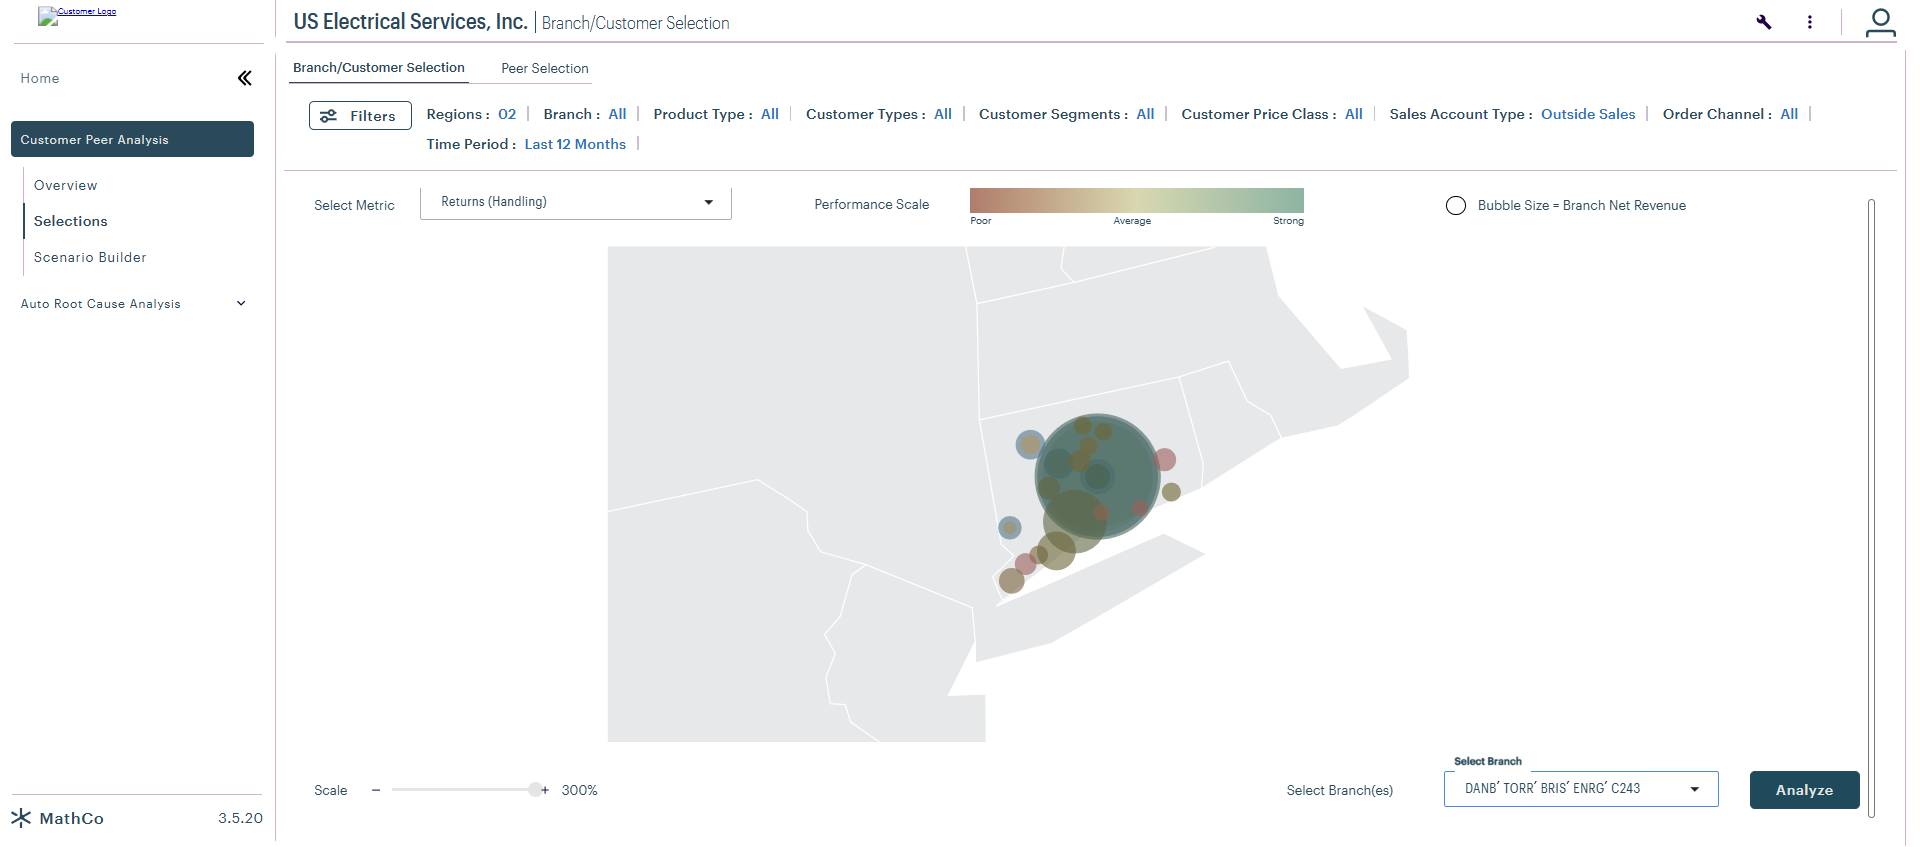 Customer Logo
US Electrical Services, Inc. | Branch/Customer Selection
Home
Customer Peer Analysis
Overview
Selections
Scenario Builder
Auto Root Cause Analysis
MathCo
3.5.20
Branch/Customer Selection
Peer Selection
Filters
Regions : 02
Branch : All
Product Type : All
Customer Types : All
Customer Segments : All
Customer Price Class : All
Sales Account Type : Outside Sales
Order Channel : All
Time Period : Last 12 Months
Select Metric
Returns (Handling)
Performance Scale
Poor
Average
Strong
Bubble Size = Branch Net Revenue
Scale
− + 300%
Select Branch(es)
Select Branch
DANB′ TORR′ BRIS′ ENRG′ C243
Analyze